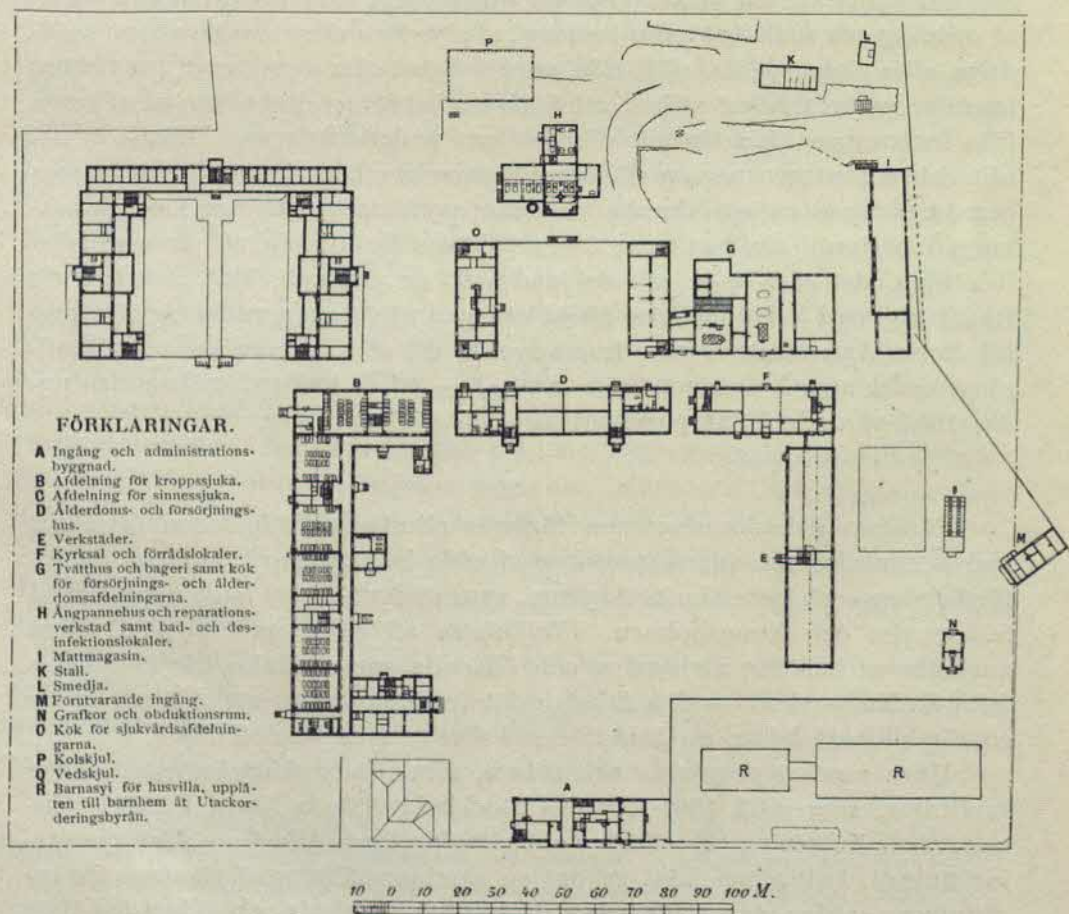 P
K
L
H
I
O
G
B
D
F
FÖRKLARINGAR.
A Ingång och administrations-
byggnad.
B Afdelning för kroppssjuka.
C Afdelning för sinnessjuka.
D Ålderdoms- och försörjnings-
hus.
E Verkstäder.
F Kyrksal och förrådslokaler.
G Tvätthus och bageri samt kök
för försörjnings- och ålder-
domsafdelningarna.
H Ångpannehus och reparations-
verkstad samt bad- och des-
infektionslokaler.
I Mattmagasin.
K Stall.
L Smedja.
M Förutvarande ingång.
N Grafkor och obduktionsrum.
O Kök för sjukvårdsafdelnin-
garna.
P Kolskjul.
Q Vedskjul.
R Barnasyl för husvilla, upplå-
ten till barnhem åt Utackor-
deringsbyrån.
E
M
N
R R
A
10 0 10 20 30 40 50 60 70 80 90 100 M.